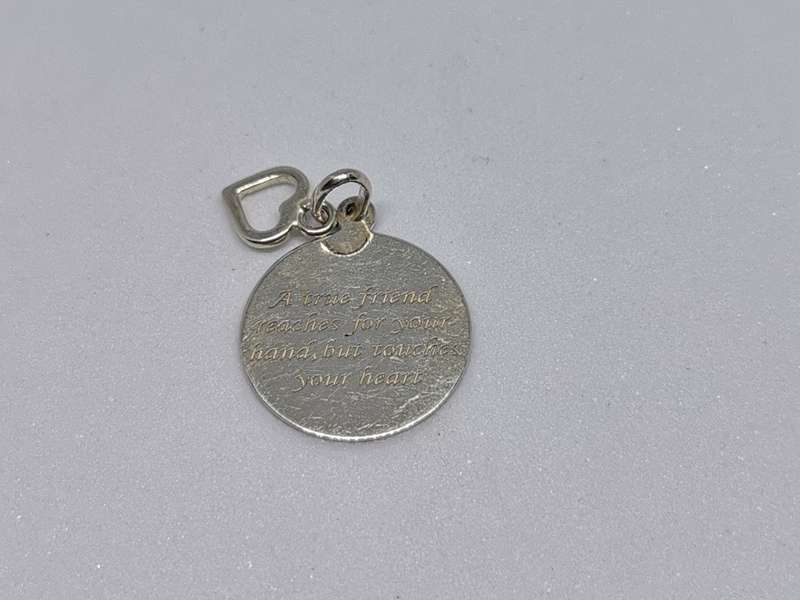 A true friend
reaches for your
hand, but touches
your heart